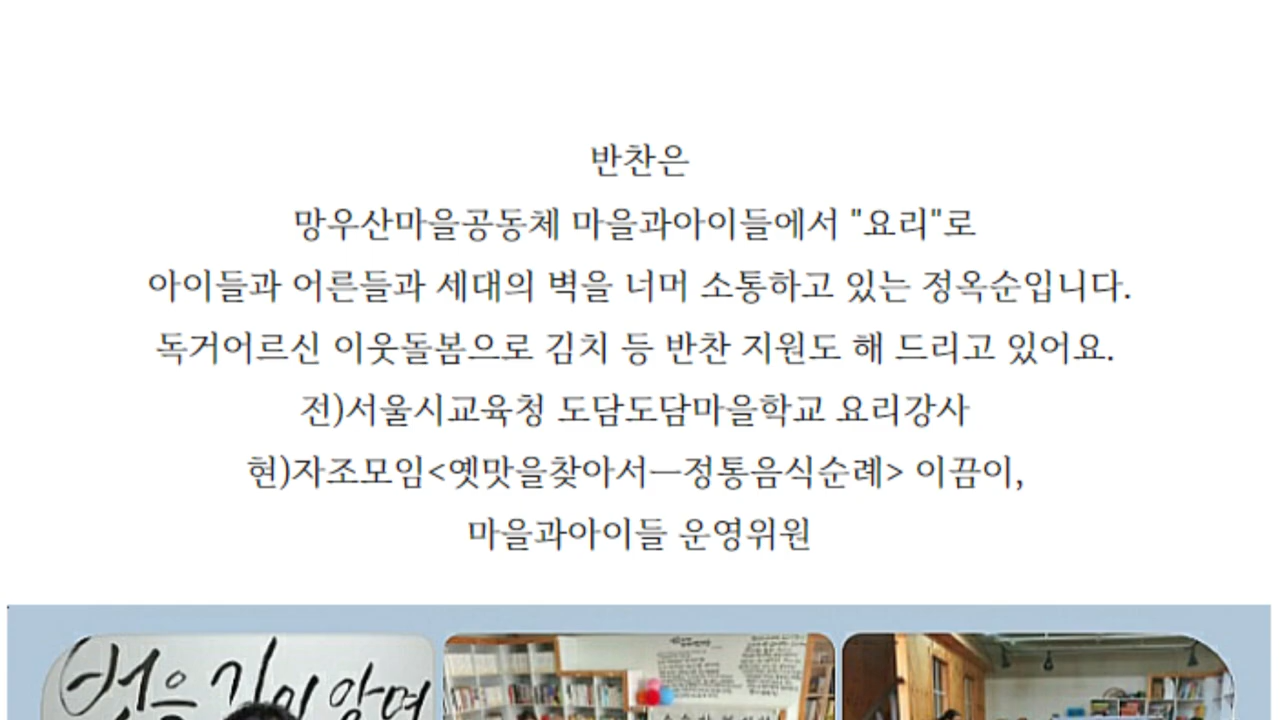 반찬은
망우산마을공동체 마을과아이들에서 "요리"로
아이들과 어른들과 세대의 벽을 너머 소통하고 있는 정옥순입니다.
독거어르신 이웃돌봄으로 김치 등 반찬 지원도 해 드리고 있어요.
전)서울시교육청 도담도담마을학교 요리강사
현)자조모임<옛맛을찾아서—정통음식순례> 이끔이,
마을과아이들 운영위원
벗을 깊이 알면